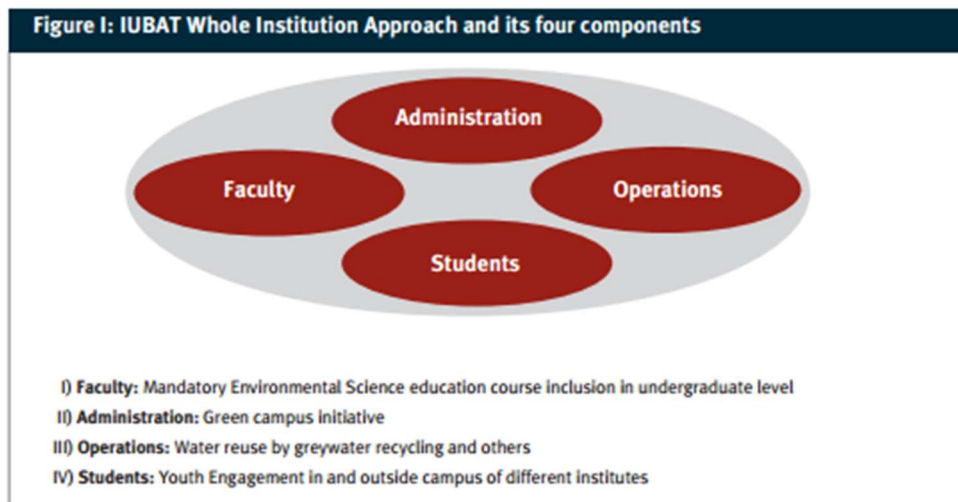 Figure I: IUBAT Whole Institution Approach and its four components
Administration
Faculty
Operations
Students
I) Faculty: Mandatory Environmental Science education course inclusion in undergraduate level
II) Administration: Green campus initiative
III) Operations: Water reuse by greywater recycling and others
IV) Students: Youth Engagement in and outside campus of different institutes